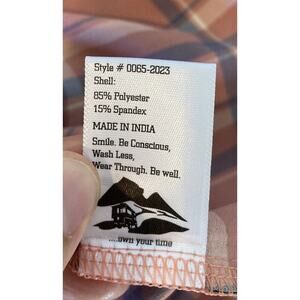 Style # 0065-2023
Shell:
85% Polyester
15% Spandex
MADE IN INDIA
Smile. Be Conscious,
Wash Less,
Wear Through. Be well.
....own your time